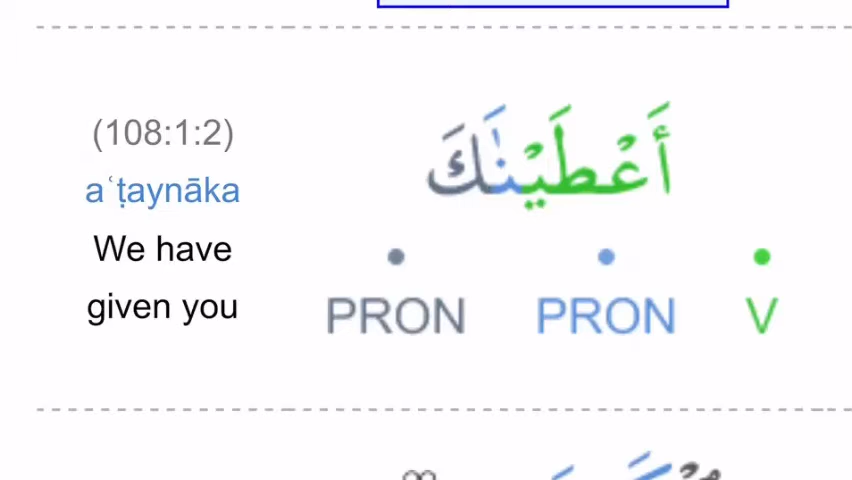 (108:1:2)
aʿṭaynāka
We have
given you
أَعْطَيْنَٰكَ
PRON PRON V